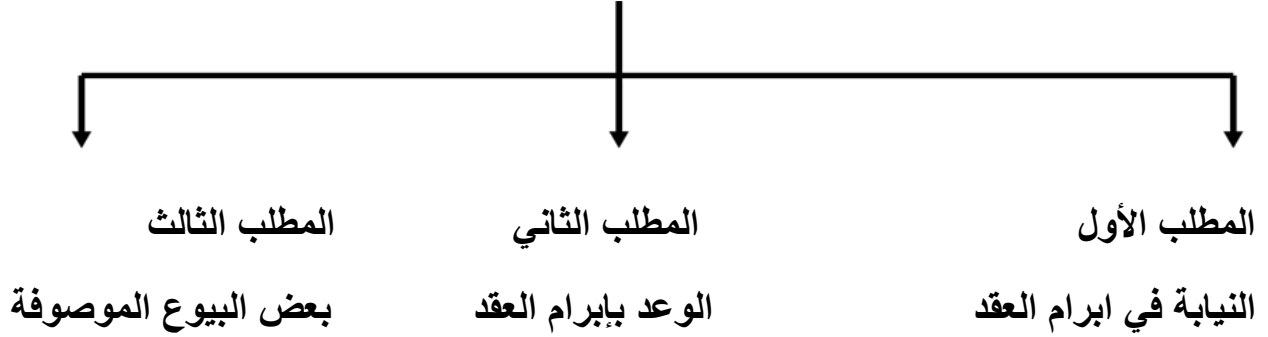 المطلب الأول
النيابة في ابرام العقد
المطلب الثاني
الوعد بإبرام العقد
المطلب الثالث
بعض البيوع الموصوفة